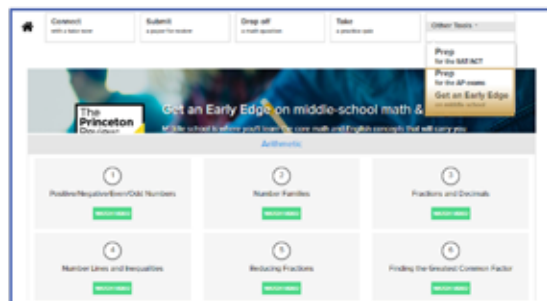 Connect
with a tutor now
Submit
a paper for review
Drop off
a math question
Take
a practice quiz
Other Tools
Prep
for the SAT/ACT
Prep
for the AP exams
Get an Early Edge
on middle school
The
Princeton
Review
Get an Early Edge on middle-school math &
Middle school is where you'll learn the core math and English concepts that will carry you
Arithmetic
1
Positive/Negative/Even/Odd Numbers
2
Number Families
3
Fractions and Decimals
4
Number Lines and Inequalities
5
Reducing Fractions
6
Finding the Greatest Common Factor